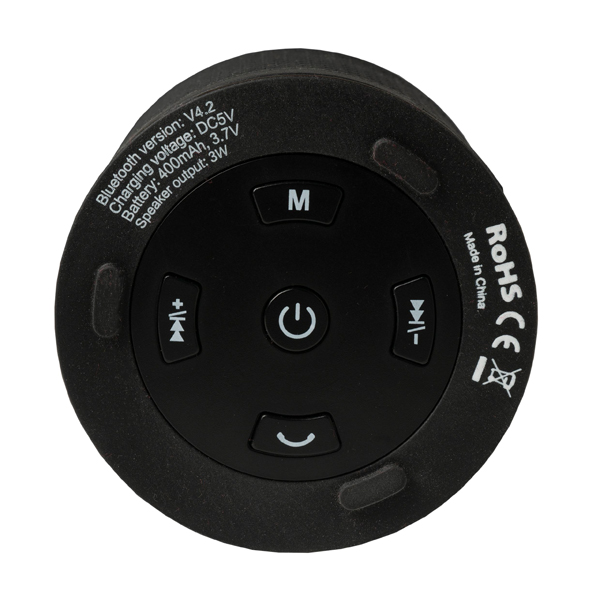 Bluetooth version: V4.2
Charging voltage: DC5V
Battery: 400mAh, 3.7V
Speaker output: 3W
M
RoHS CE
Made in China